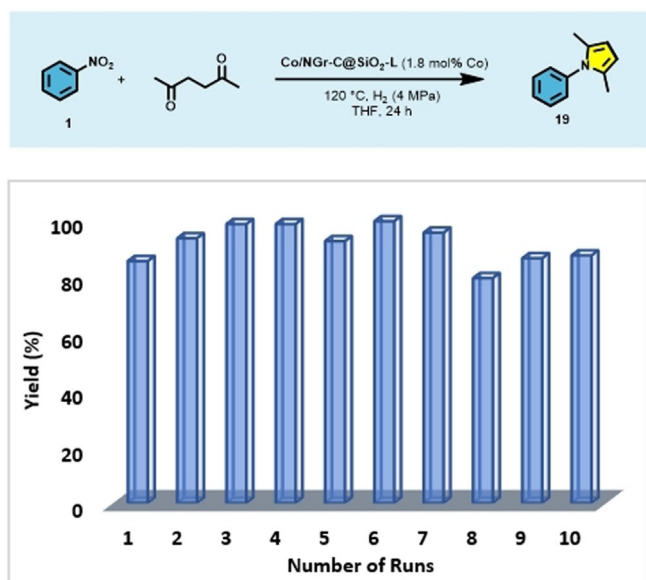 NO₂
+
O
O
Co/NGr-C@SiO₂-L (1.8 mol% Co)
120 °C, H₂ (4 MPa)
THF, 24 h
N
1
19
100
80
60
40
20
0
Yield (%)
1 2 3 4 5 6 7 8 9 10
Number of Runs